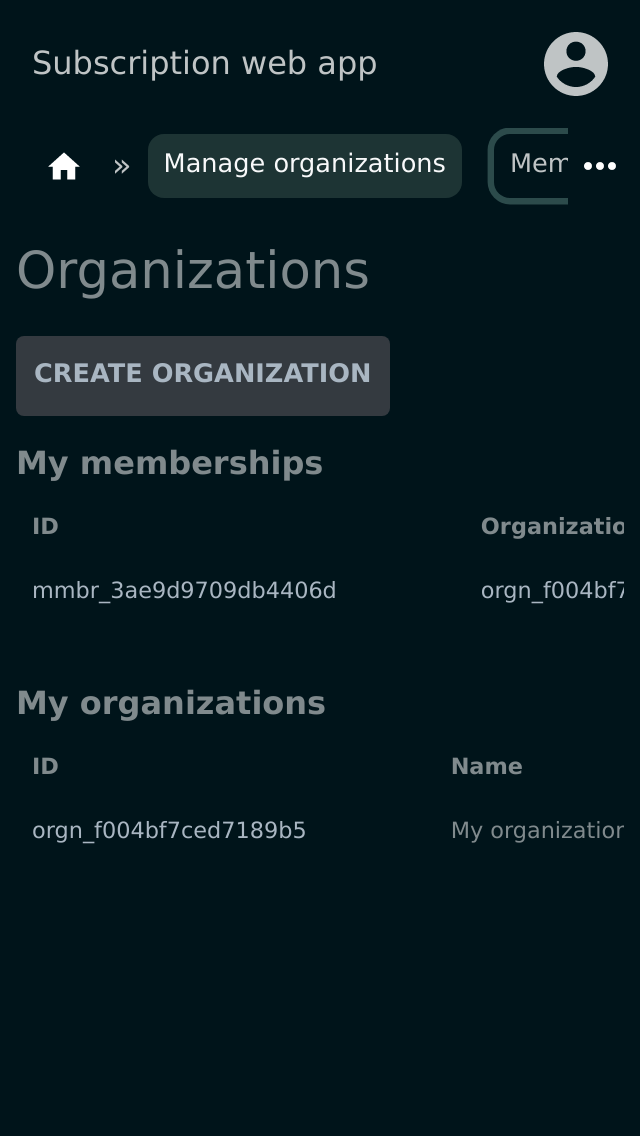 Subscription web app
» Manage organizations Mem
Organizations
CREATE ORGANIZATION
My memberships
ID Organizatio
mmbr_3ae9d9709db4406d orgn_f004bf7
My organizations
ID Name
orgn_f004bf7ced7189b5 My organization